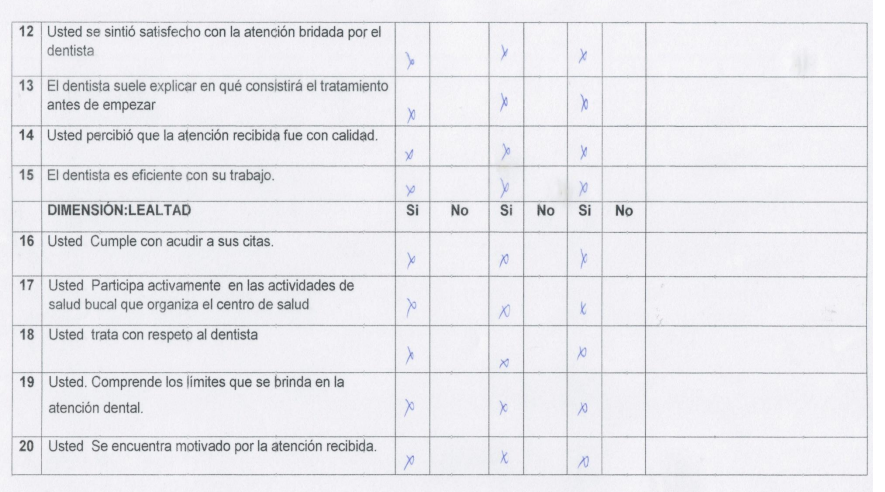 12 Usted se sintió satisfecho con la atención bridada por el
dentista x x x
13 El dentista suele explicar en qué consistirá el tratamiento
antes de empezar x x x
14 Usted percibió que la atención recibida fue con calidad. x x x
15 El dentista es eficiente con su trabajo. x x x
DIMENSIÓN:LEALTAD Si No Si No Si No
16 Usted Cumple con acudir a sus citas. x x x
17 Usted Participa activamente en las actividades de
salud bucal que organiza el centro de salud x x x
18 Usted trata con respeto al dentista x x x
19 Usted. Comprende los límites que se brinda en la
atención dental. x x x
20 Usted Se encuentra motivado por la atención recibida. x x x